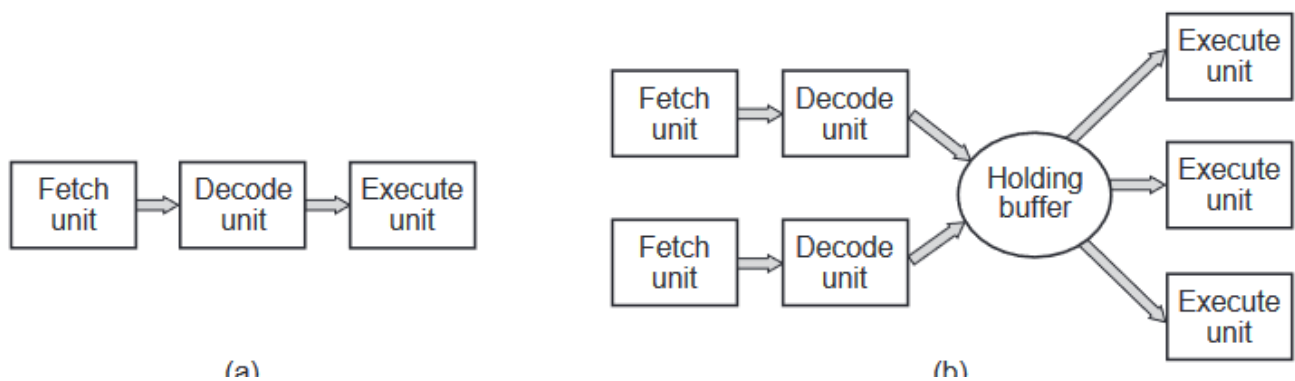 Fetch
unit
Decode
unit
Execute
unit
(a)
Fetch
unit
Decode
unit
Fetch
unit
Decode
unit
Holding
buffer
Execute
unit
Execute
unit
Execute
unit
(b)